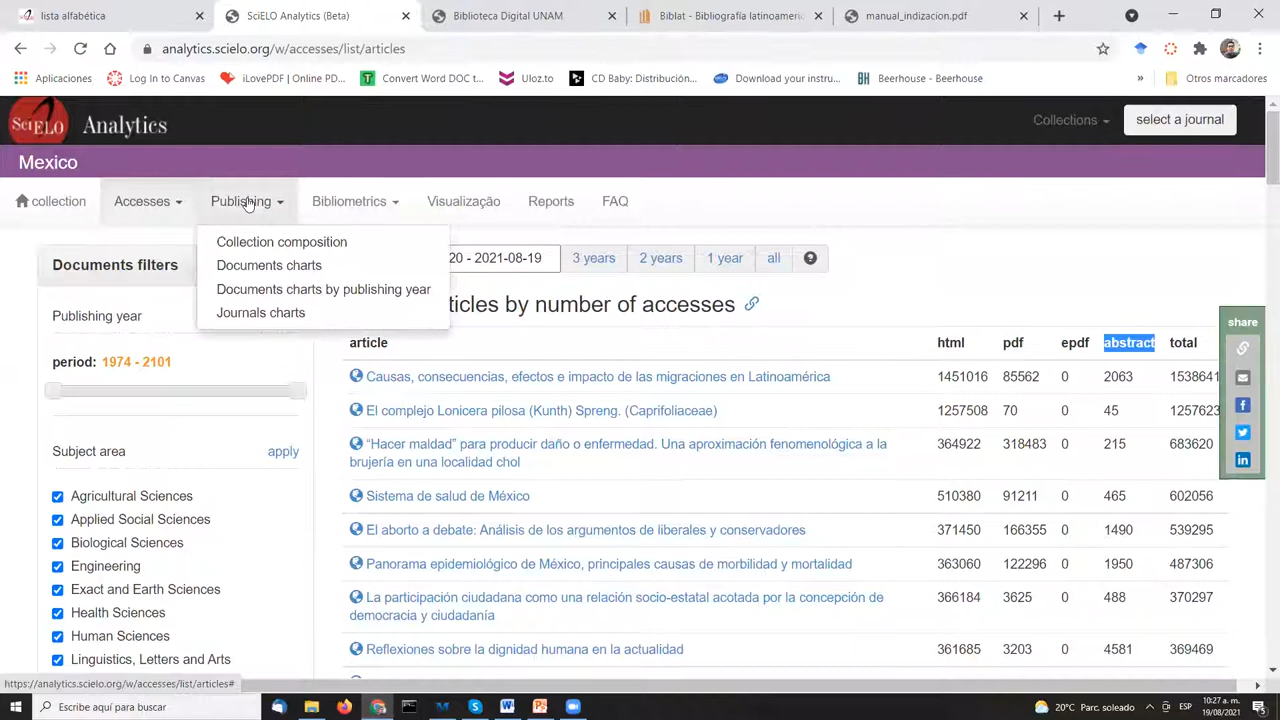 lista alfabética
SciELO Analytics (Beta)
Biblioteca Digital UNAM
Biblat - Bibliografía latinoameric
manual_indizacion.pdf
analytics.scielo.org/w/accesses/list/articles
Aplicaciones
Log In to Canvas
iLovePDF | Online PD...
Convert Word DOC t...
Uloz.to
CD Baby: Distribución...
Download your instru...
Beerhouse - Beerhouse
»
Otros marcadores
SciELO Analytics
Collections
select a journal
Mexico
collection
Accesses
Publishing
Bibliometrics
Visualização
Reports
FAQ
Collection composition
Documents charts
Documents charts by publishing year
Journals charts
Documents filters
20 - 2021-08-19
3 years
2 years
1 year
all
?
Publishing year
ticles by number of accesses
period: 1974 - 2101
Subject area
apply
Agricultural Sciences
Applied Social Sciences
Biological Sciences
Engineering
Exact and Earth Sciences
Health Sciences
Human Sciences
Linguistics, Letters and Arts
article html pdf epdf abstract total
Causas, consecuencias, efectos e impacto de las migraciones en Latinoamérica 1451016 85562 0 2063 1538641
El complejo Lonicera pilosa (Kunth) Spreng. (Caprifoliaceae) 1257508 70 0 45 1257623
“Hacer maldad” para producir daño o enfermedad. Una aproximación fenomenológica a la 364922 318483 0 215 683620
brujería en una localidad chol
Sistema de salud de México 510380 91211 0 465 602056
El aborto a debate: Análisis de los argumentos de liberales y conservadores 371450 166355 0 1490 539295
Panorama epidemiológico de México, principales causas de morbilidad y mortalidad 363060 122296 0 1950 487306
La participación ciudadana como una relación socio-estatal acotada por la concepción de 366184 3625 0 488 370297
democracia y ciudadanía
Reflexiones sobre la dignidad humana en la actualidad 361685 3203 0 4581 369469
share
https://analytics.scielo.org/w/accesses/list/articles#
Escribe aquí para buscar
20°C Parc. soleado
ESP
10:27 a. m.
19/08/2021